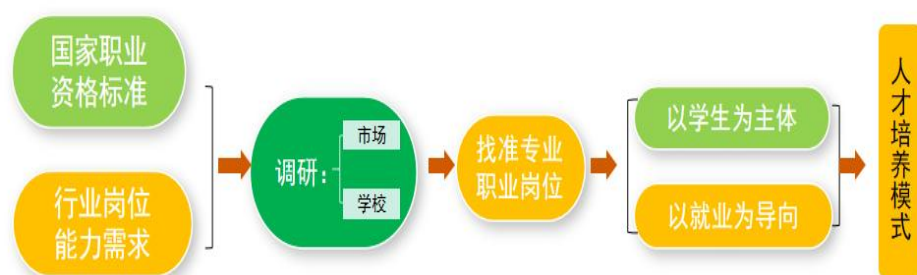 国家职业
资格标准
行业岗位
能力需求
调研：
市场
学校
找准专业
职业岗位
以学生为主体
以就业为导向
人才培养模式